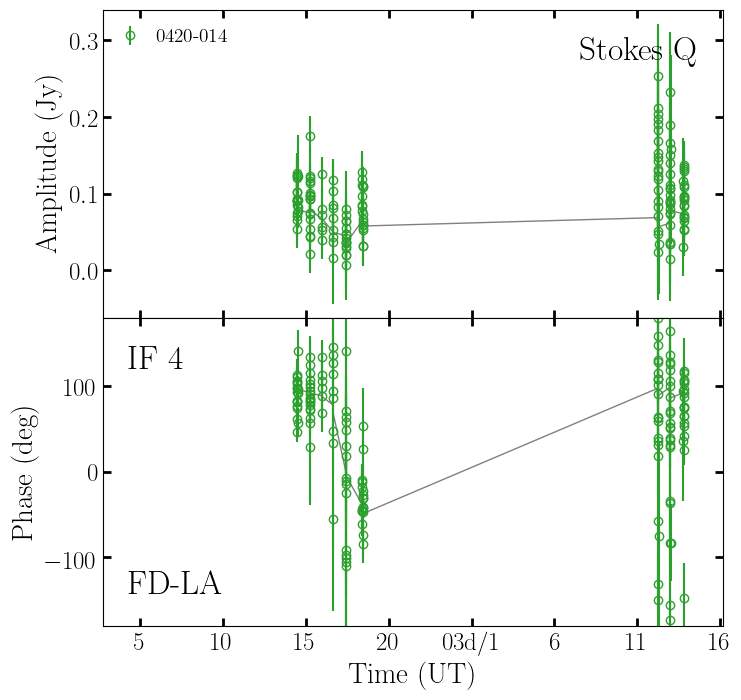 0420-014
Stokes Q
0.3
0.2
0.1
0.0
Amplitude (Jy)
IF 4
100
0
−100
Phase (deg)
FD-LA
5 10 15 20 03d/1 6 11 16
Time (UT)